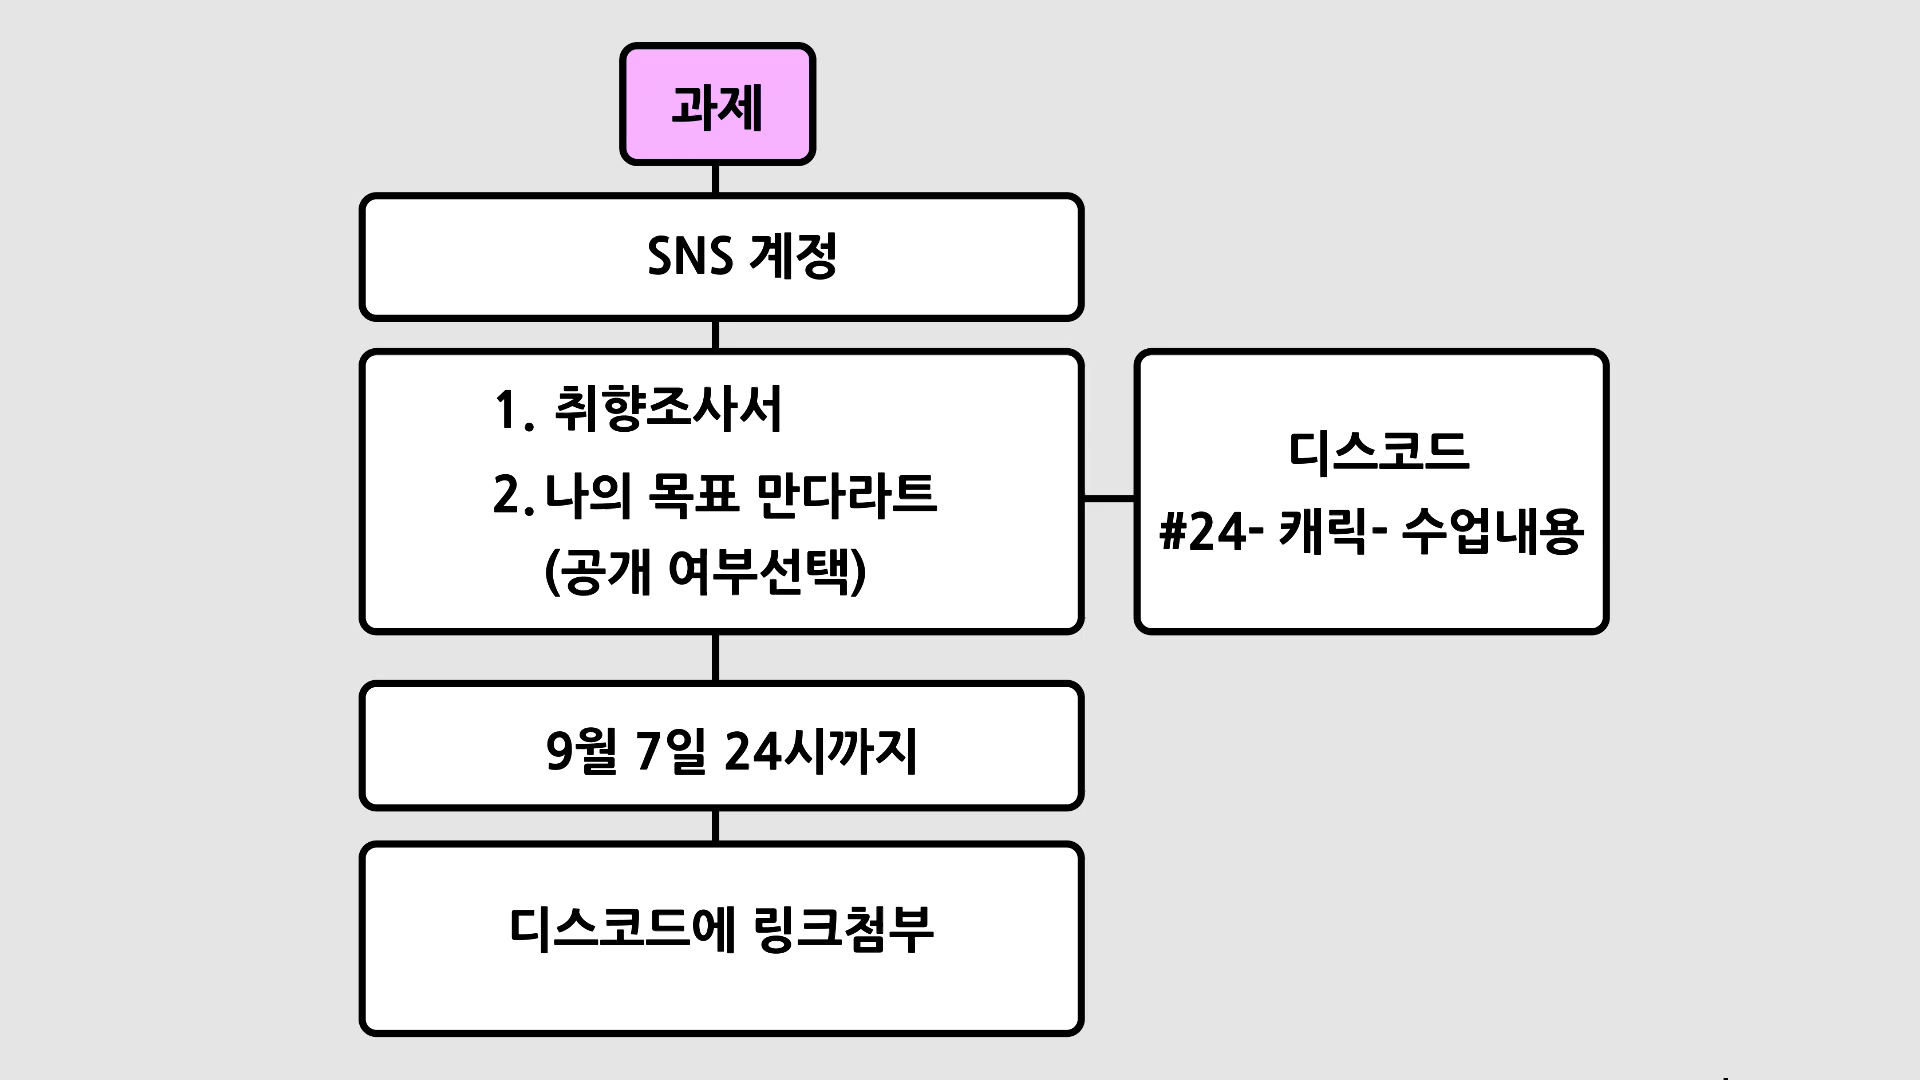 과제
SNS 계정
1. 취향조사서
2. 나의 목표 만다라트
(공개 여부선택)
디스코드
#24- 캐릭- 수업내용
9월 7일 24시까지
디스코드에 링크첨부